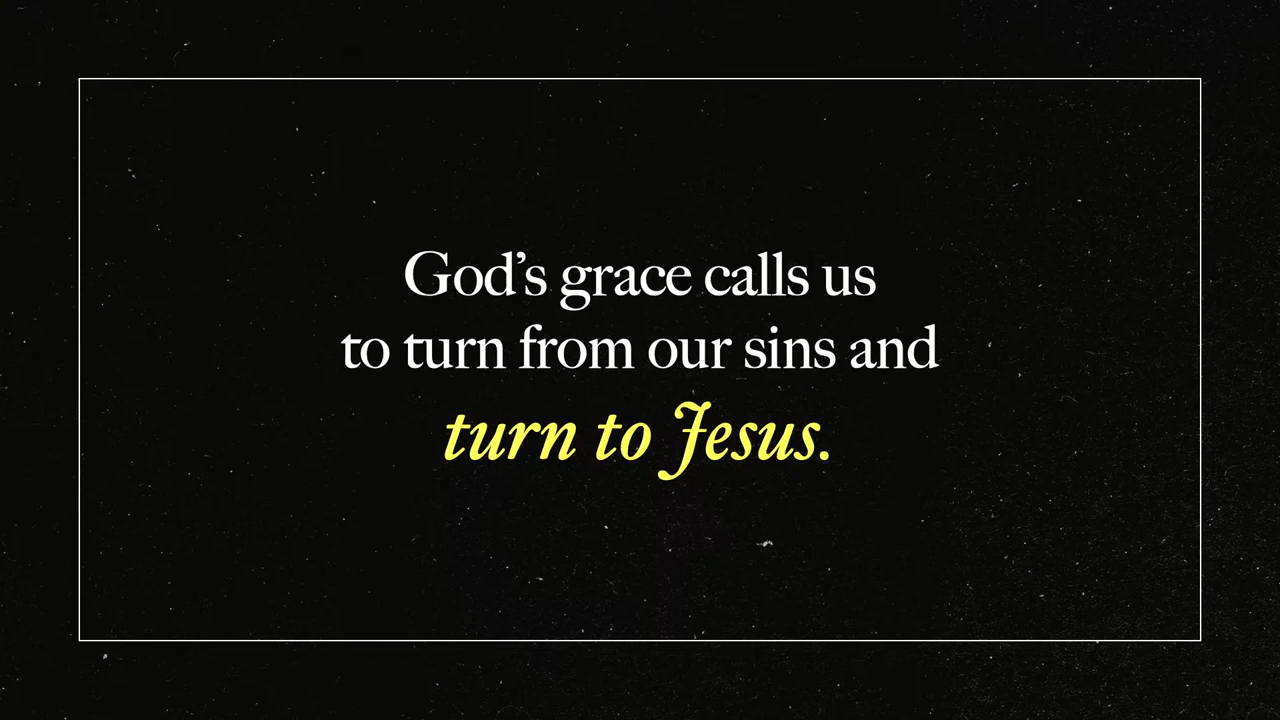 God’s grace calls us
to turn from our sins and
turn to Jesus.